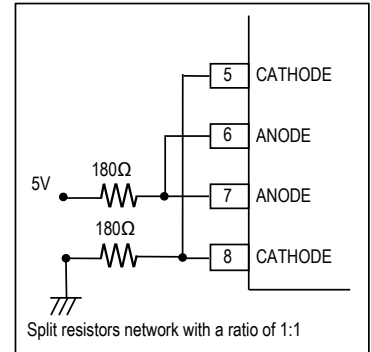 5 CATHODE
6 ANODE
180Ω
5V
7 ANODE
180Ω
8 CATHODE
Split resistors network with a ratio of 1:1